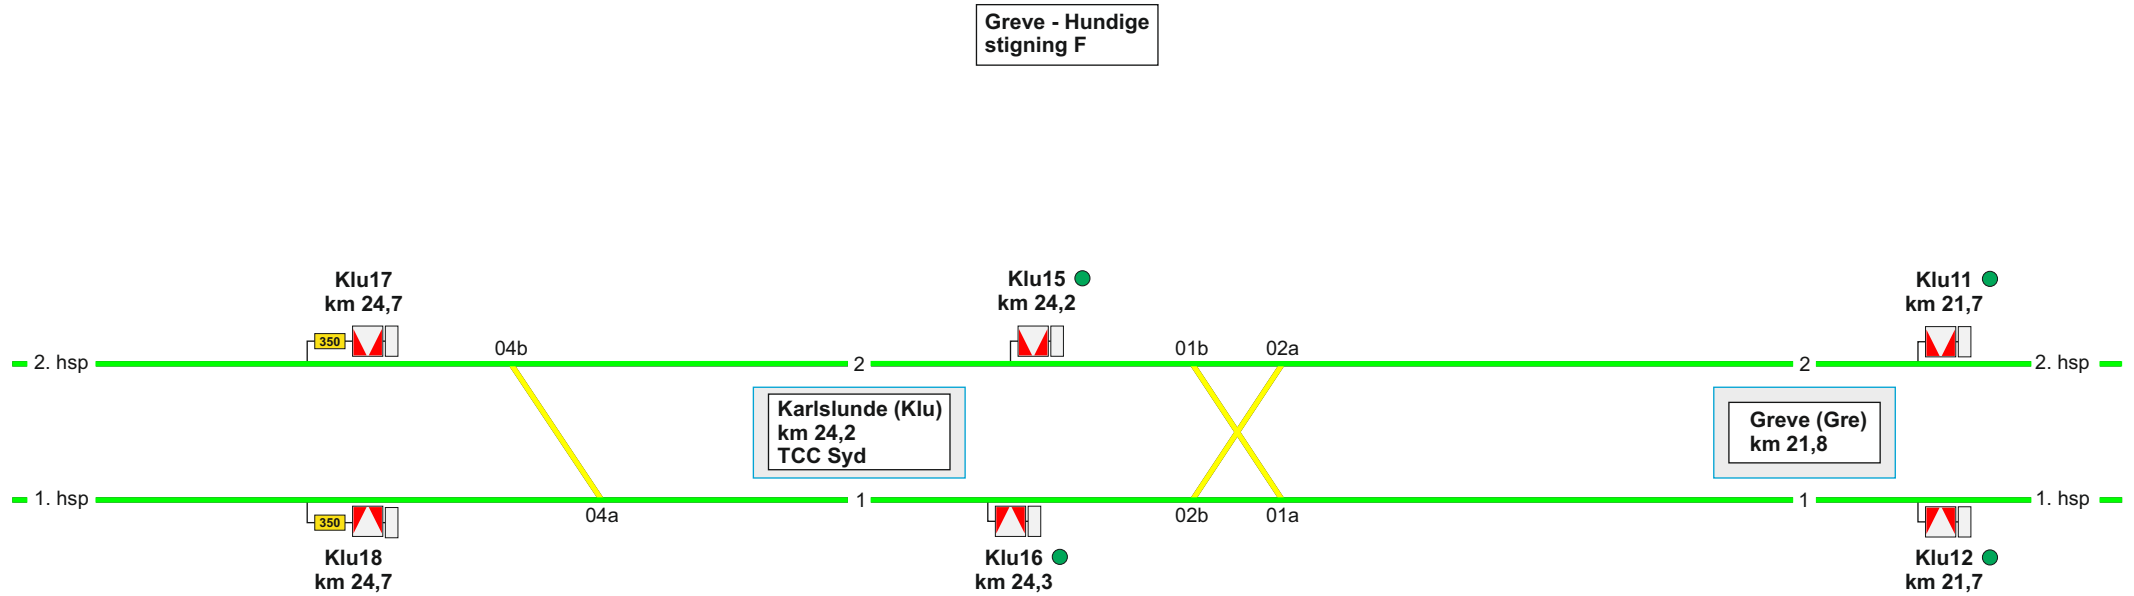 Greve - Hundige
stigning F
Klu17
km 24,7
Klu15
km 24,2
Klu11
km 21,7
350
04b
01b
02a
2. hsp
2
2
2. hsp
Karlslunde (Klu)
km 24,2
TCC Syd
Greve (Gre)
km 21,8
1. hsp
1
1
1. hsp
350
04a
02b
01a
Klu18
km 24,7
Klu16
km 24,3
Klu12
km 21,7